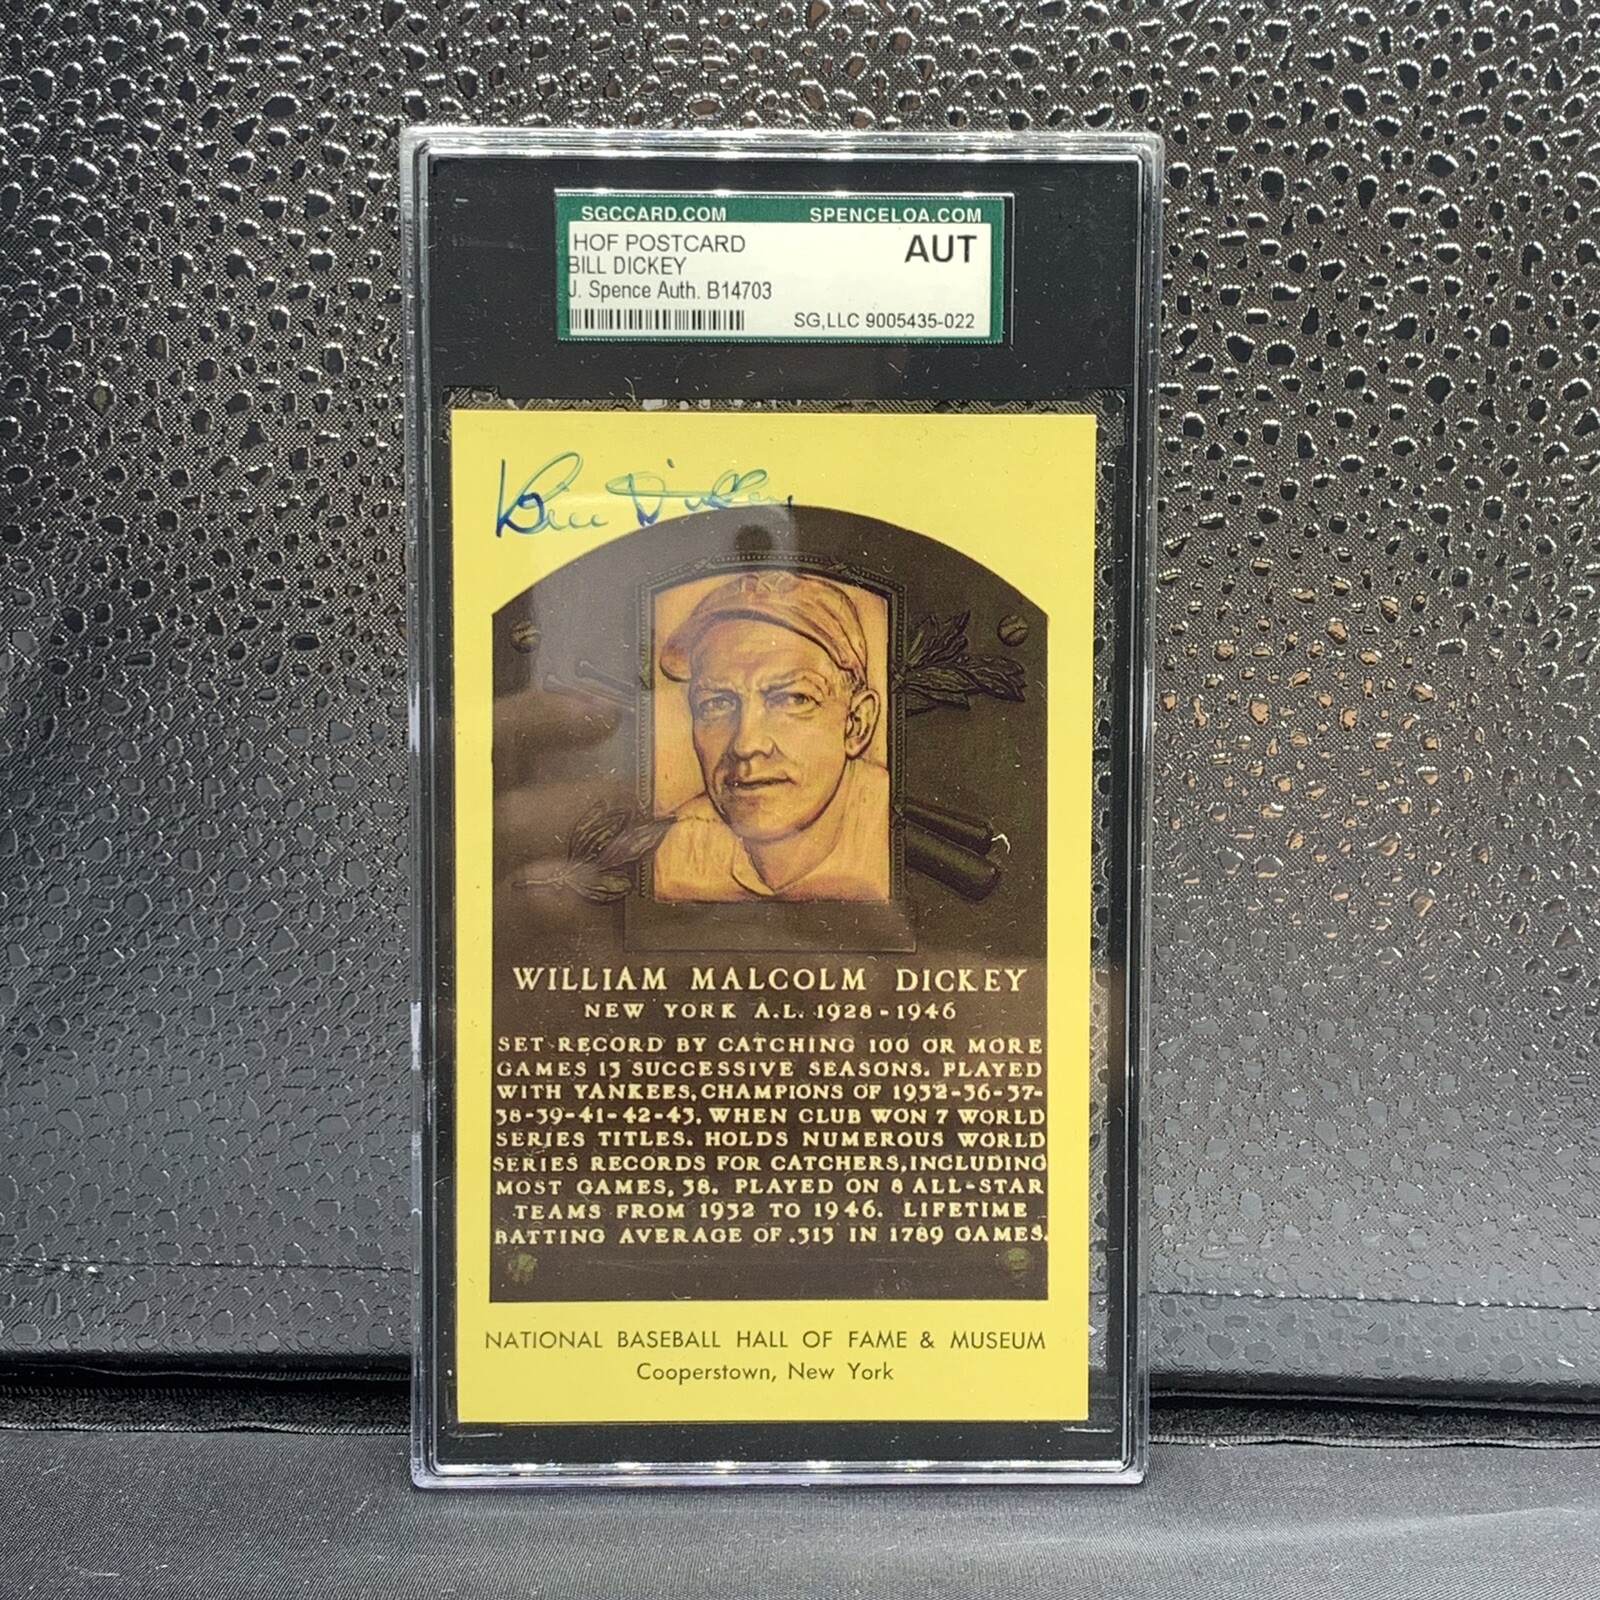 SGCCARD.COM SPENCELOA.COM
HOF POSTCARD AUT
BILL DICKEY
J. Spence Auth. B14703
SG,LLC 9005435-022
Bill Dickey
WILLIAM MALCOLM DICKEY
NEW YORK A.L. 1928-1946
SET RECORD BY CATCHING 100 OR MORE
GAMES 13 SUCCESSIVE SEASONS. PLAYED
WITH YANKEES, CHAMPIONS OF 1932-36-37-
38-39-41-42-43, WHEN CLUB WON 7 WORLD
SERIES TITLES. HOLDS NUMEROUS WORLD
SERIES RECORDS FOR CATCHERS, INCLUDING
MOST GAMES, 38. PLAYED ON 8 ALL-STAR
TEAMS FROM 1932 TO 1946. LIFETIME
BATTING AVERAGE OF .313 IN 1789 GAMES.
NATIONAL BASEBALL HALL OF FAME & MUSEUM
Cooperstown, New York